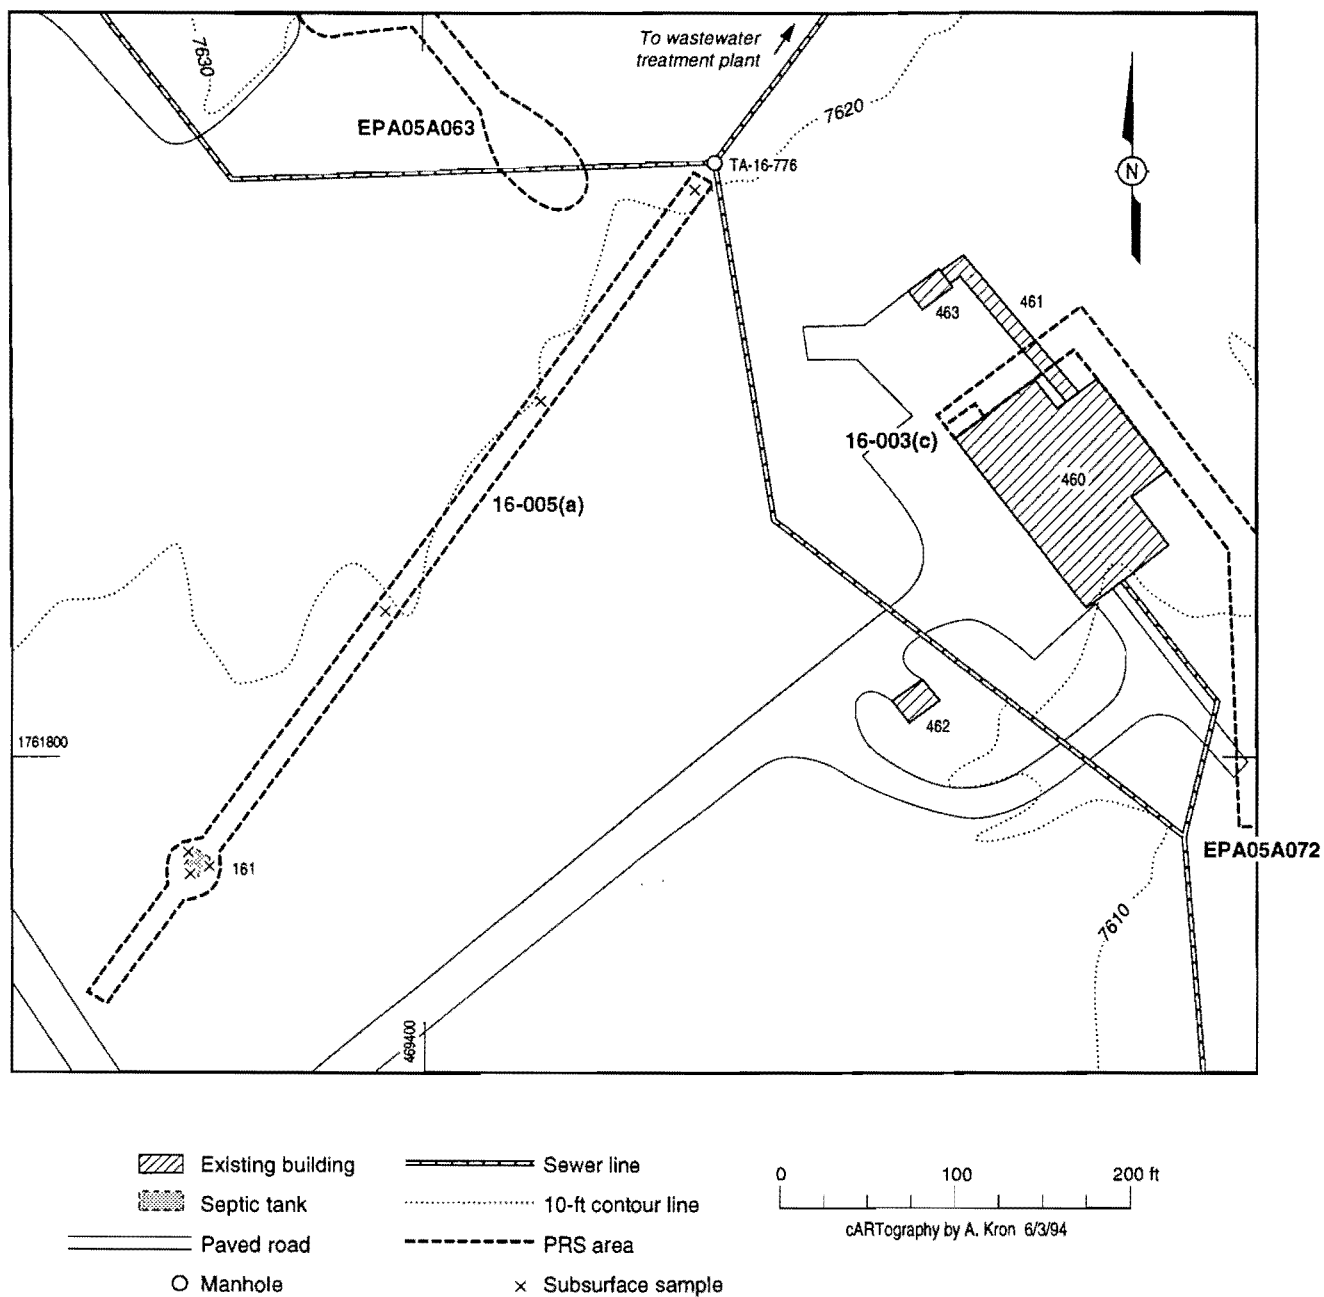 To wastewater
treatment plant
7630
7620
EPA05A063
TA-16-776
N
461
463
16-003(c)
460
16-005(a)
462
1761800
161
EPA05A072
7610
469400
Existing building
Septic tank
Paved road
Manhole
Sewer line
10-ft contour line
PRS area
Subsurface sample
0 100 200 ft
cARTography by A. Kron 6/3/94